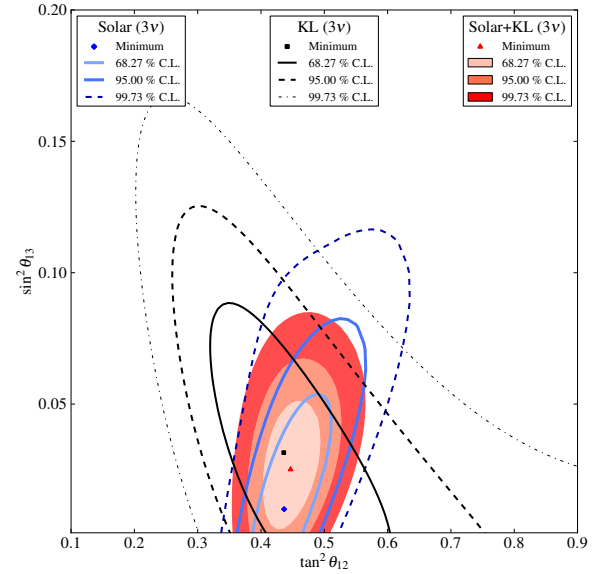 Solar (3ν)
Minimum
68.27 % C.L.
95.00 % C.L.
99.73 % C.L.
KL (3ν)
Minimum
68.27 % C.L.
95.00 % C.L.
99.73 % C.L.
Solar+KL (3ν)
Minimum
68.27 % C.L.
95.00 % C.L.
99.73 % C.L.
0.20
0.15
0.10
0.05
sin² θ₁₃
0.1
0.2
0.3
0.4
0.5
0.6
0.7
0.8
0.9
tan² θ₁₂